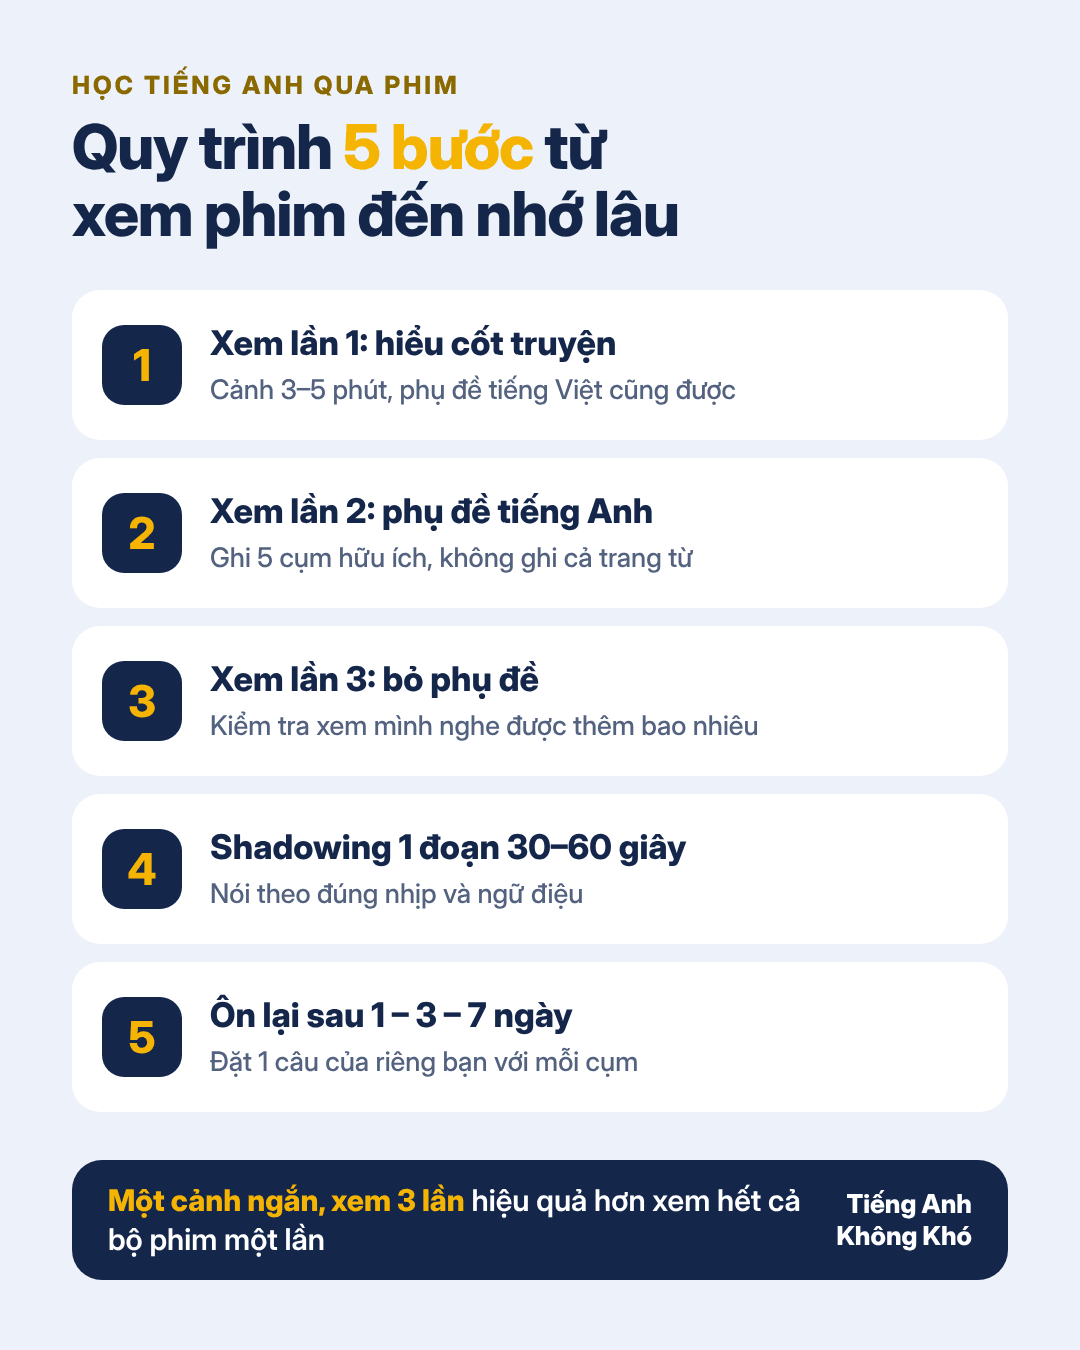 HỌC TIẾNG ANH QUA PHIM
Quy trình 5 bước từ
xem phim đến nhớ lâu
1
Xem lần 1: hiểu cốt truyện
Cảnh 3–5 phút, phụ đề tiếng Việt cũng được
2
Xem lần 2: phụ đề tiếng Anh
Ghi 5 cụm hữu ích, không ghi cả trang từ
3
Xem lần 3: bỏ phụ đề
Kiểm tra xem mình nghe được thêm bao nhiêu
4
Shadowing 1 đoạn 30–60 giây
Nói theo đúng nhịp và ngữ điệu
5
Ôn lại sau 1 – 3 – 7 ngày
Đặt 1 câu của riêng bạn với mỗi cụm
Một cảnh ngắn, xem 3 lần hiệu quả hơn xem hết cả
bộ phim một lần
Tiếng Anh
Không Khó